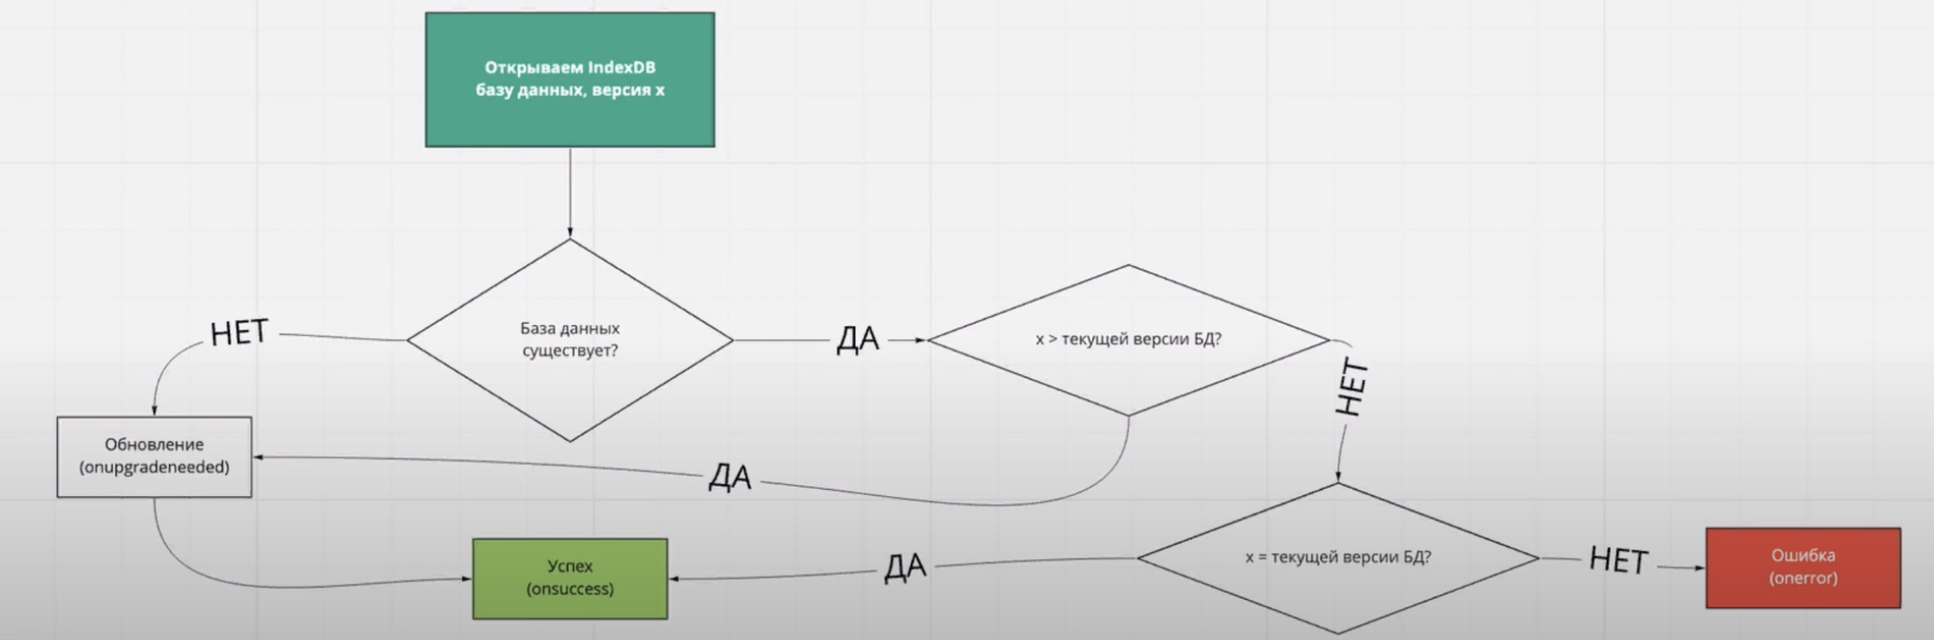 Открываем IndexDB
базу данных, версия x
НЕТ
База данных
существует?
ДА
x > текущей версии БД?
НЕТ
Обновление
(onupgradeneeded)
ДА
Успех
(onsuccess)
ДА
x = текущей версии БД?
НЕТ
Ошибка
(onerror)